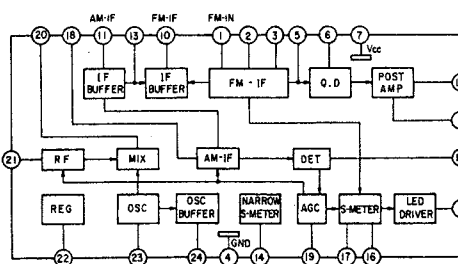 AM-IF FM-IF FM-IN
20 18 11 13 10 1 2 3 5 6 7
Vcc
IF BUFFER IF BUFFER FM-IF Q.D POST AMP
21 RF MIX AM-IF DET
REG OSC OSC BUFFER NARROW S-METER AGC S-METER LED DRIVER
GND
22 23 24 4 14 19 17 16